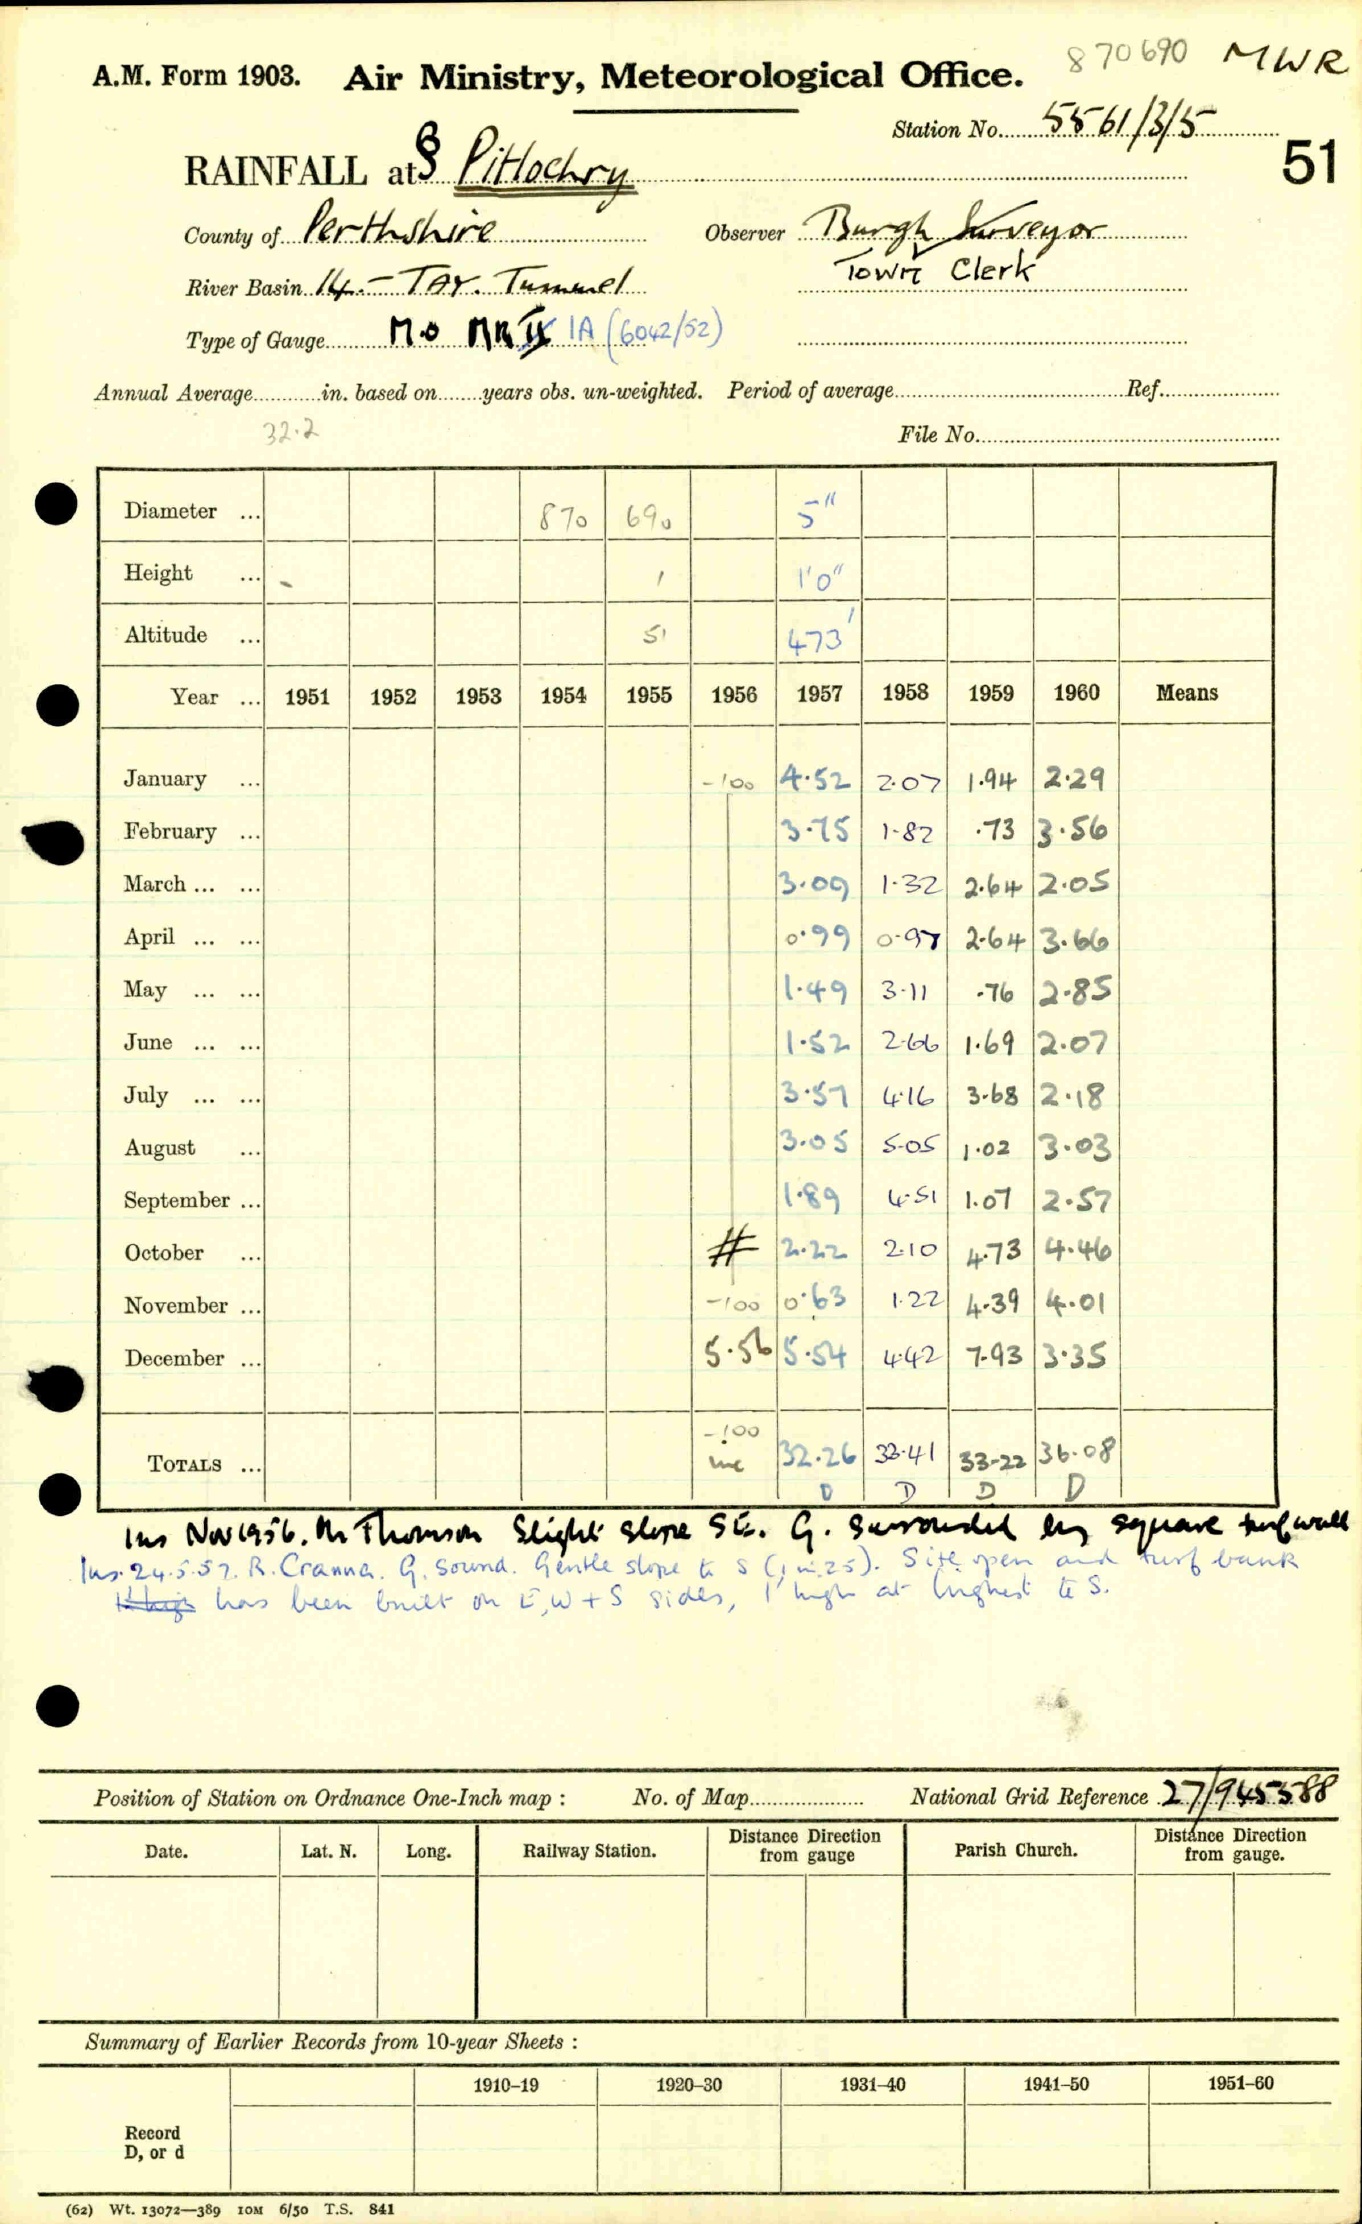 870690 MWR
A.M. Form 1903. Air Ministry, Meteorological Office.
Station No. 5561/3/5
51
RAINFALL at § Pitlochry
County of Perthshire Observer Burgh Surveyor
Town Clerk
River Basin 14.- TAY. Tummel
Type of Gauge M.O MK II IA (6042/52)
Annual Average in. based on years obs. un-weighted. Period of average Ref.
32.2
File No.
Diameter ... 870 690 5"
Height ... 1 1'0"
Altitude ... 51 473'
Year ... 1951 1952 1953 1954 1955 1956 1957 1958 1959 1960 Means
January ... -100 4.52 2.07 1.94 2.29
February ... 3.75 1.82 .73 3.56
March ... ... 3.09 1.32 2.64 2.05
April ... ... 0.99 0.97 2.64 3.66
May ... ... 1.49 3.11 .76 2.85
June ... ... 1.52 2.66 1.69 2.07
July ... ... 3.57 4.16 3.68 2.18
August ... 3.05 5.05 1.02 3.03
September ... 1.89 4.51 1.07 2.57
October ... # 2.22 2.10 4.73 4.46
November ... -100 0.63 1.22 4.39 4.01
December ... 5.56 5.54 4.42 7.93 3.35
-100
TOTALS ... inc 32.26 33.41 33.22 36.08
D D D D
Ins Nov 1956. Mr Thomson Slight slope SE. G. surrounded by square turf wall
Ins. 24.5.57. R. Cranna. G. sound. Gentle slope to S (1 in 25). Site open and turf bank
1' high has been built on E, W + S sides, 1' high at highest to S.
Position of Station on Ordnance One-Inch map : No. of Map National Grid Reference 27/945588
Date. Lat. N. Long. Railway Station. Distance from gauge Direction Parish Church. Distance from gauge. Direction
Summary of Earlier Records from 10-year Sheets :
1910–19 1920–30 1931–40 1941–50 1951–60
Record
D, or d
(62) Wt. 13072—389 10M 6/50 T.S. 841